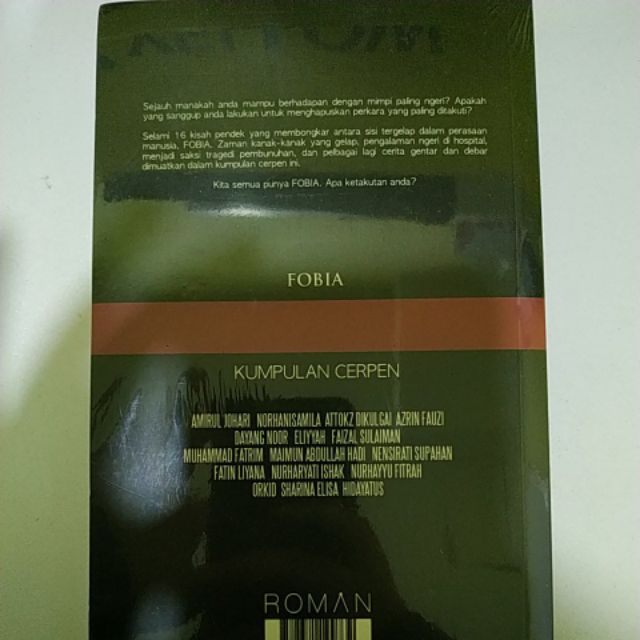 Sejauh manakah anda mampu berhadapan dengan mimpi paling ngeri? Apakah
yang sanggup anda lakukan untuk menghapuskan perkara yang paling ditakuti?
Selami 16 kisah pendek yang membongkar antara sisi tergelap dalam perasaan
manusia, FOBIA. Zaman kanak-kanak yang gelap, pengalaman ngeri di hospital,
menjadi saksi tragedi pembunuhan, dan pelbagai lagi cerita gentar dan debar
dimuatkan dalam kumpulan cerpen ini.
Kita semua punya FOBIA. Apa ketakutan anda?
FOBIA
KUMPULAN CERPEN
AMIRUL JOHARI NORHANISAMILA ATTOKZ DIKULGAI AZRIN FAUZI
DAYANG NOOR ELIYYAH FAIZAL SULAIMAN
MUHAMMAD FATRIM MAIMUN ABDULLAH HADI NENSIRATI SUPAHAN
FATIN LIYANA NURHARYATI ISHAK NURHAYYU FITRAH
ORKID SHARINA ELISA HIDAYATUS
ROMAN